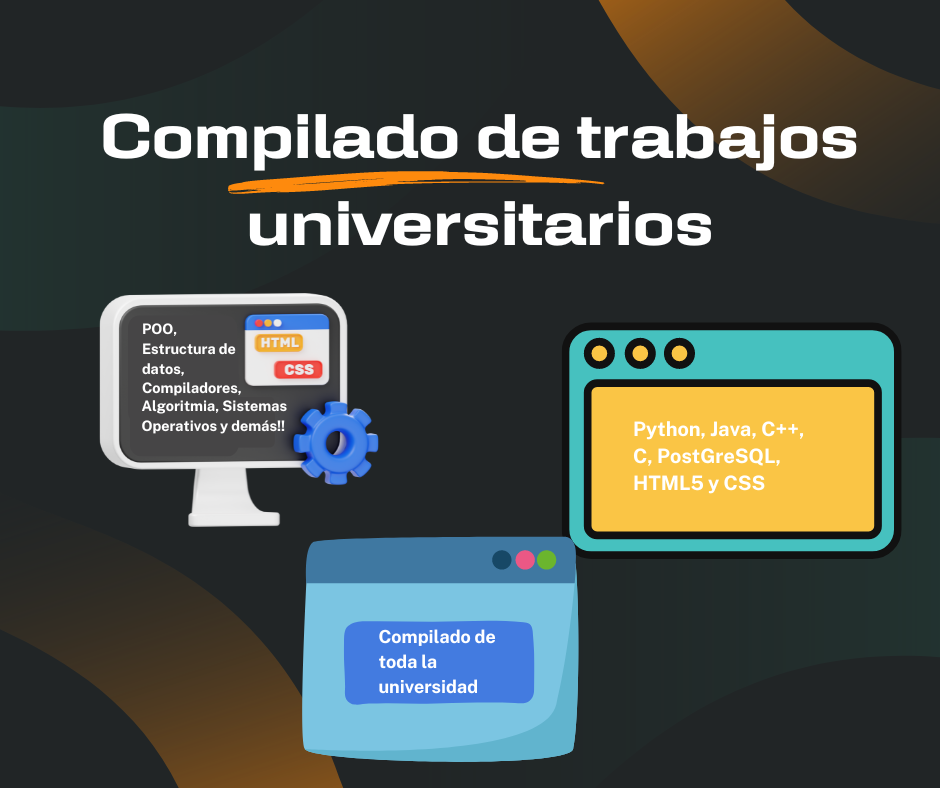 Compilado de trabajos
universitarios
POO,
Estructura de
datos,
Compiladores,
Algoritmia, Sistemas
Operativos y demás!!
HTML
CSS
Python, Java, C++,
C, PostGreSQL,
HTML5 y CSS
Compilado de
toda la
universidad